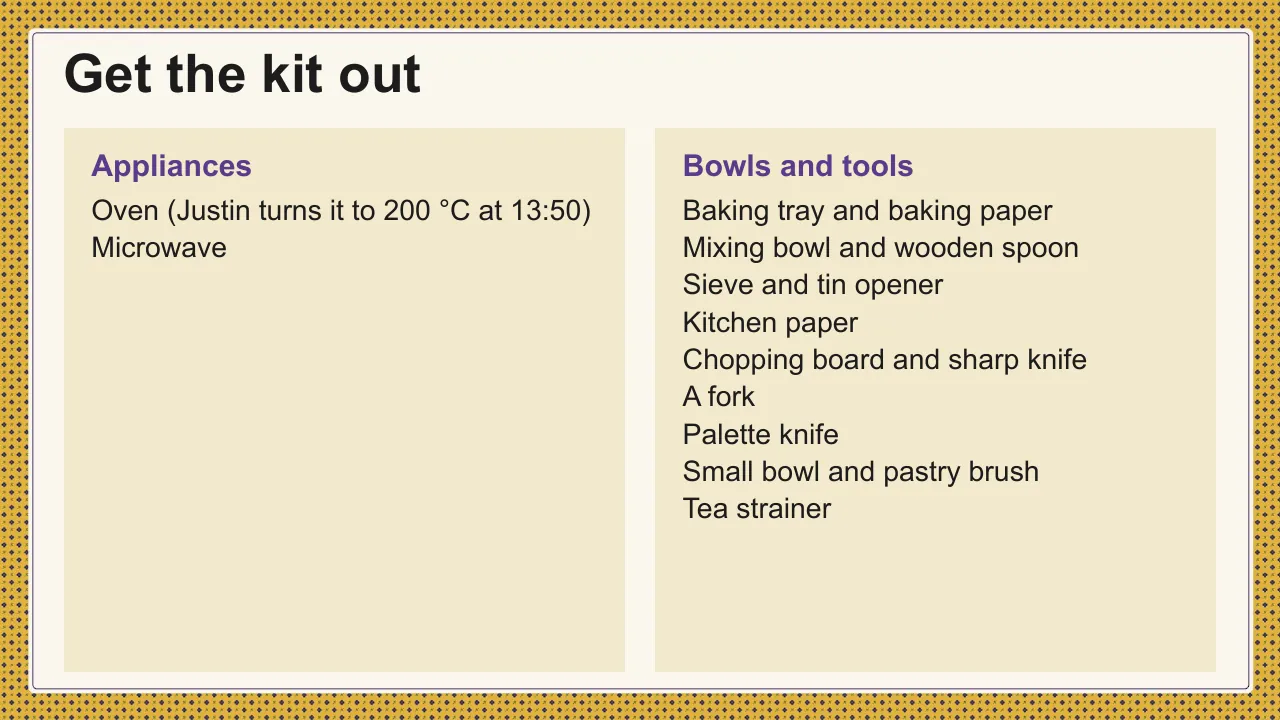 Get the kit out
Appliances
Oven (Justin turns it to 200 °C at 13:50)
Microwave
Bowls and tools
Baking tray and baking paper
Mixing bowl and wooden spoon
Sieve and tin opener
Kitchen paper
Chopping board and sharp knife
A fork
Palette knife
Small bowl and pastry brush
Tea strainer